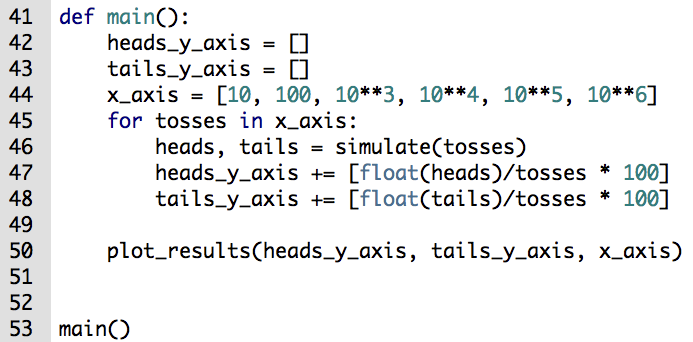 41 def main():
42     heads_y_axis = []
43     tails_y_axis = []
44     x_axis = [10, 100, 10**3, 10**4, 10**5, 10**6]
45     for tosses in x_axis:
46         heads, tails = simulate(tosses)
47         heads_y_axis += [float(heads)/tosses * 100]
48         tails_y_axis += [float(tails)/tosses * 100]
49
50     plot_results(heads_y_axis, tails_y_axis, x_axis)
51
52
53 main()